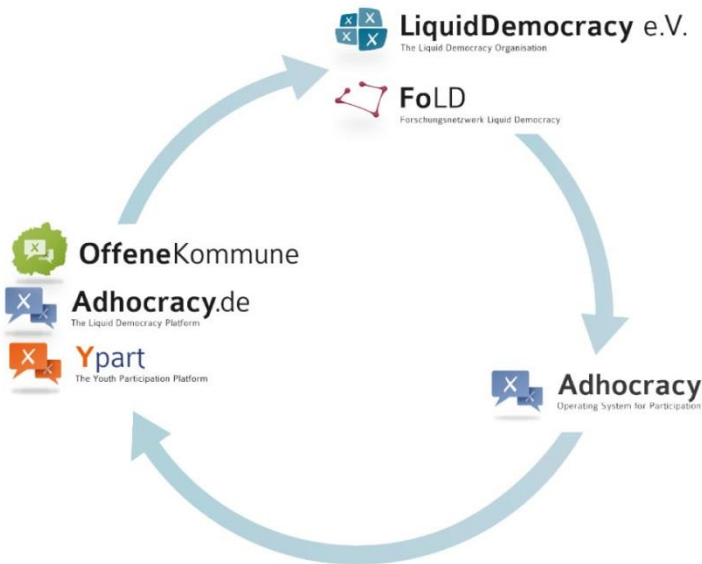 LiquidDemocracy e.V.
The Liquid Democracy Organisation
FoLD
Forschungsnetzwerk Liquid Democracy
OffeneKommune
Adhocracy.de
The Liquid Democracy Platform
Ypart
The Youth Participation Platform
Adhocracy
Operating System for Participation